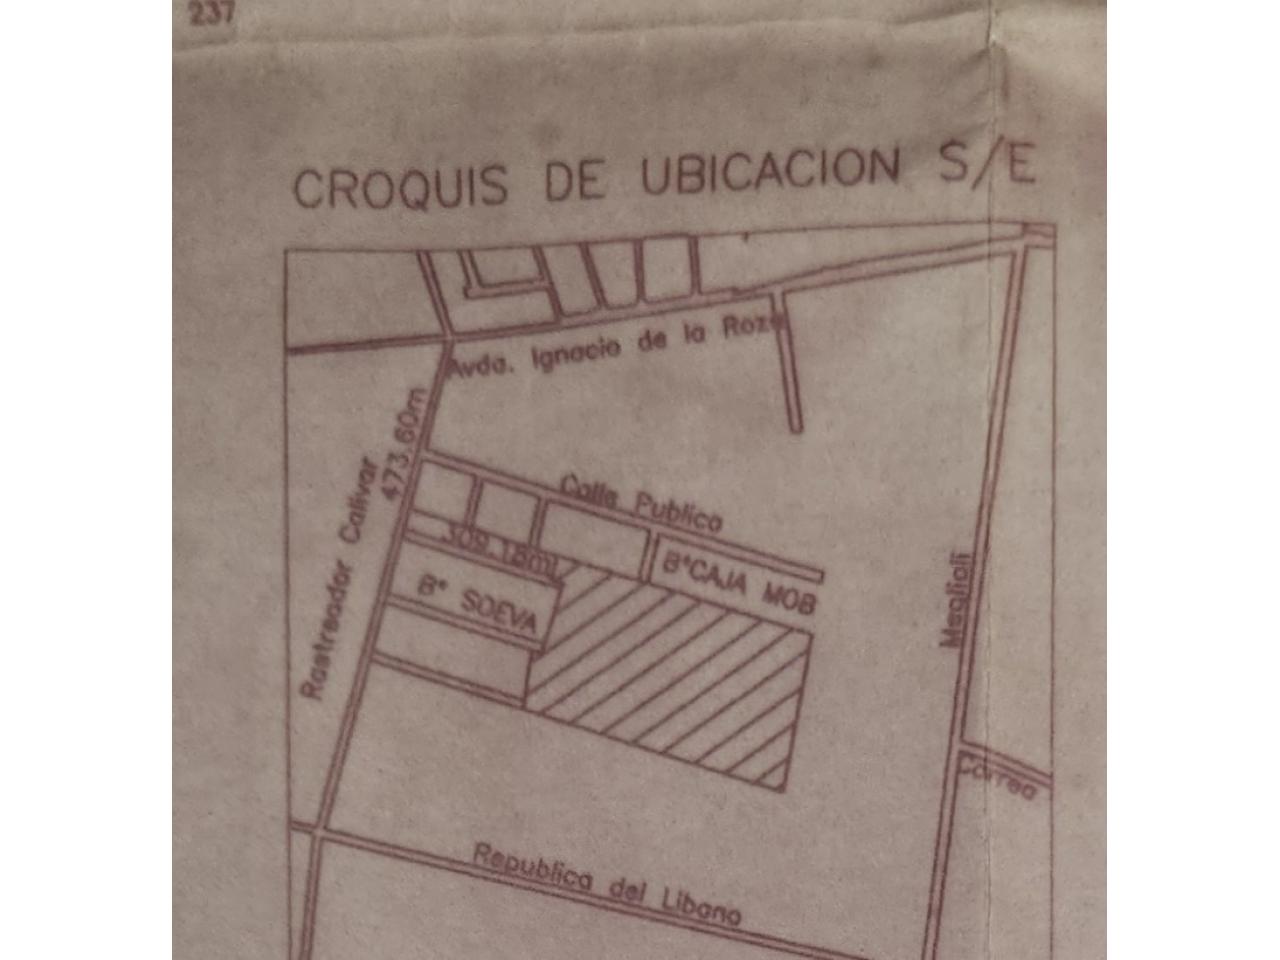 237
CROQUIS DE UBICACION S/E
Avda. Ignacio de la Roza
473.60m
Rastreador Calivar
Calle Publica
309.18m
B°CAJA MOB
B° SOEVA
Maglioli
Correa
Republica del Libano